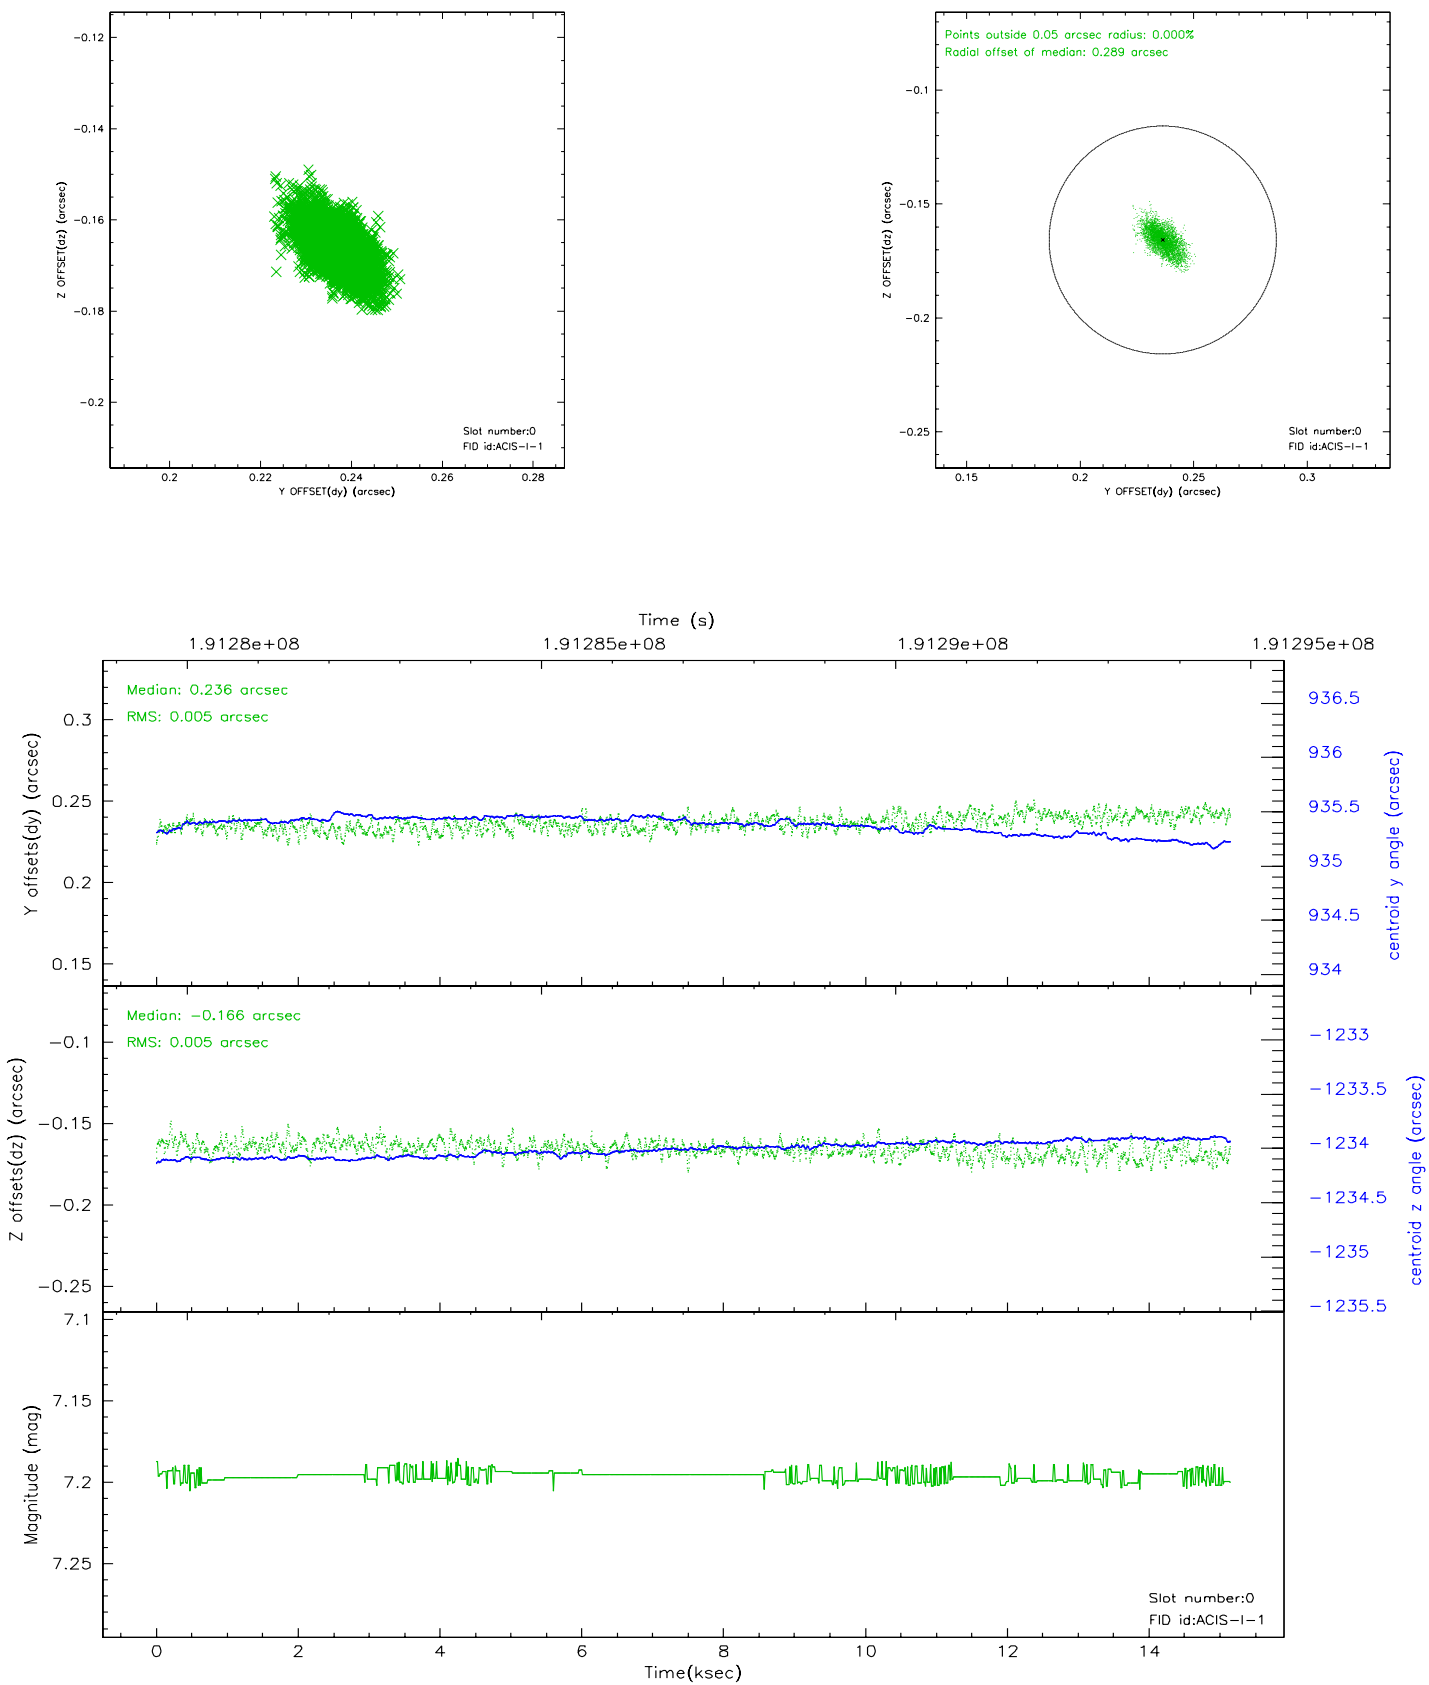 −0.12
−0.14
−0.16
−0.18
−0.2
Z OFFSET(dz) (arcsec)
Slot number:0
FID id:ACIS−I−1
0.2
0.22
0.24
0.26
0.28
Y OFFSET(dy) (arcsec)
Points outside 0.05 arcsec radius: 0.000%
Radial offset of median: 0.289 arcsec
−0.1
−0.15
−0.2
−0.25
Z OFFSET(dz) (arcsec)
Slot number:0
FID id:ACIS−I−1
0.15
0.2
0.25
0.3
Y OFFSET(dy) (arcsec)
Time (s)
1.9128e+08
1.91285e+08
1.9129e+08
1.91295e+08
Median: 0.236 arcsec
RMS: 0.005 arcsec
0.3
0.25
0.2
0.15
Y offsets(dy) (arcsec)
936.5
936
935.5
935
934.5
934
centroid y angle (arcsec)
Median: −0.166 arcsec
RMS: 0.005 arcsec
−0.1
−0.15
−0.2
−0.25
Z offsets(dz) (arcsec)
−1233
−1233.5
−1234
−1234.5
−1235
−1235.5
centroid z angle (arcsec)
7.1
7.15
7.2
7.25
Magnitude (mag)
Slot number:0
FID id:ACIS−I−1
0
2
4
6
8
10
12
14
Time(ksec)